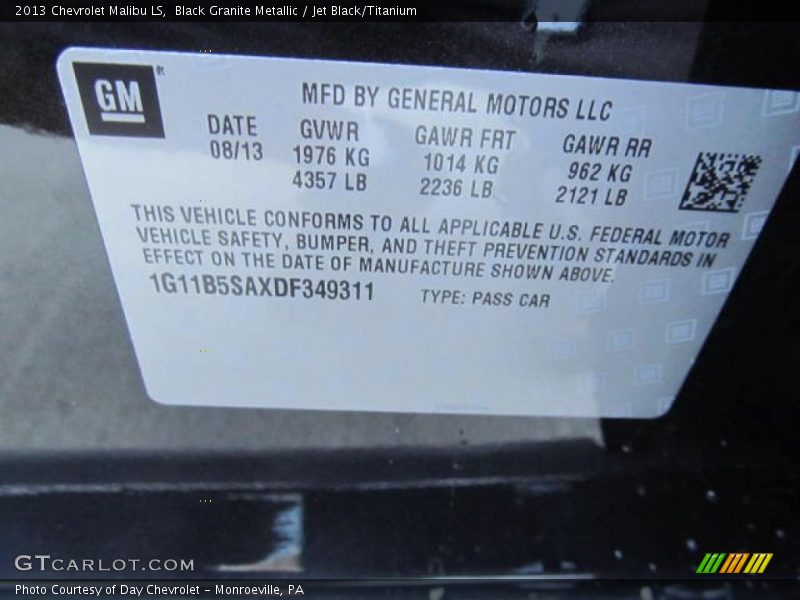 2013 Chevrolet Malibu LS,  Black Granite Metallic / Jet Black/Titanium
GM
MFD BY GENERAL MOTORS LLC
DATE GVWR GAWR FRT GAWR RR
08/13 1976 KG 1014 KG 962 KG
4357 LB 2236 LB 2121 LB
THIS VEHICLE CONFORMS TO ALL APPLICABLE U.S. FEDERAL MOTOR
VEHICLE SAFETY, BUMPER, AND THEFT PREVENTION STANDARDS IN
EFFECT ON THE DATE OF MANUFACTURE SHOWN ABOVE.
1G11B5SAXDF349311 TYPE: PASS CAR
GTCARLOT.COM
Photo Courtesy of Day Chevrolet - Monroeville, PA